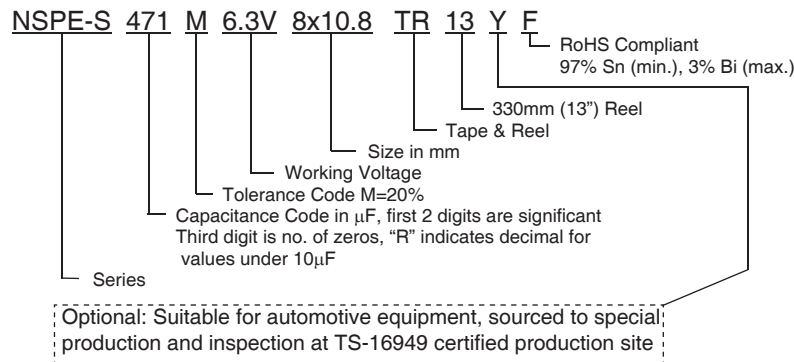 NSPE-S 471 M 6.3V 8x10.8 TR 13 Y F
RoHS Compliant
97% Sn (min.), 3% Bi (max.)
330mm (13”) Reel
Tape & Reel
Size in mm
Working Voltage
Tolerance Code M=20%
Capacitance Code in μF, first 2 digits are significant
Third digit is no. of zeros, “R” indicates decimal for
values under 10μF
Series
Optional: Suitable for automotive equipment, sourced to special
production and inspection at TS-16949 certified production site